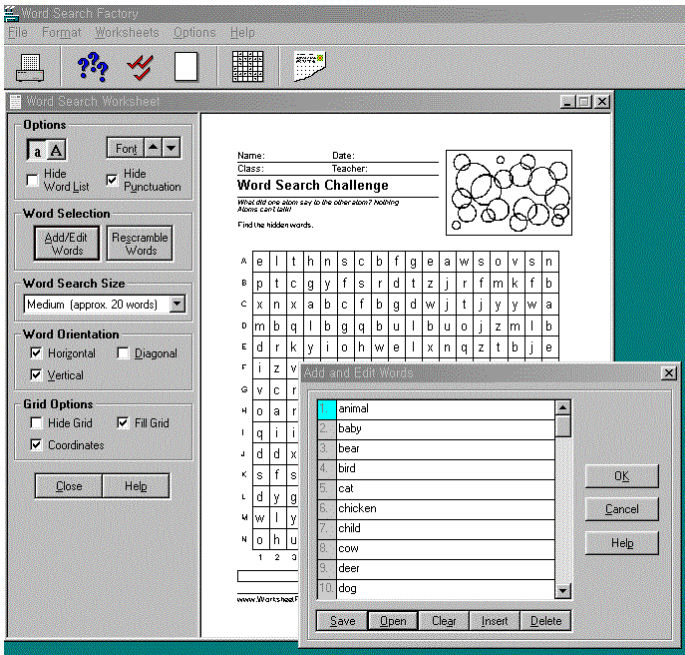 Word Search Factory
File Format Worksheets Options Help
Word Search Worksheet
Options
a A Font
Hide Word List
Hide Punctuation
Word Selection
Add/Edit Words
Rescramble Words
Word Search Size
Medium (approx. 20 words)
Word Orientation
Horizontal Diagonal
Vertical
Grid Options
Hide Grid Fill Grid
Coordinates
Close Help
Name: Date:
Class: Teacher:
Word Search Challenge
What did one atom say to the other atom? Nothing
Atoms can't talk!
Find the hidden words.
A e l t h n s c b f g e a w s o v s n
B p t c g y f s r d t z j r f m k f b
C x n x a b c f b g d w j t j y y w a
D m b q l b g q b u l b u o j z m l b
E d r k y i o h w e l x n q z t b j e
F i z v
G v c r
H o a r
I q i i
J d d x
K s f s
L d y g
M w l y
N o h u
1 2 3
Add and Edit Words
1. animal
2. baby
3. bear
4. bird
5. cat
6. chicken
7. child
8. cow
9. deer
10. dog
OK
Cancel
Help
Save Open Clear Insert Delete